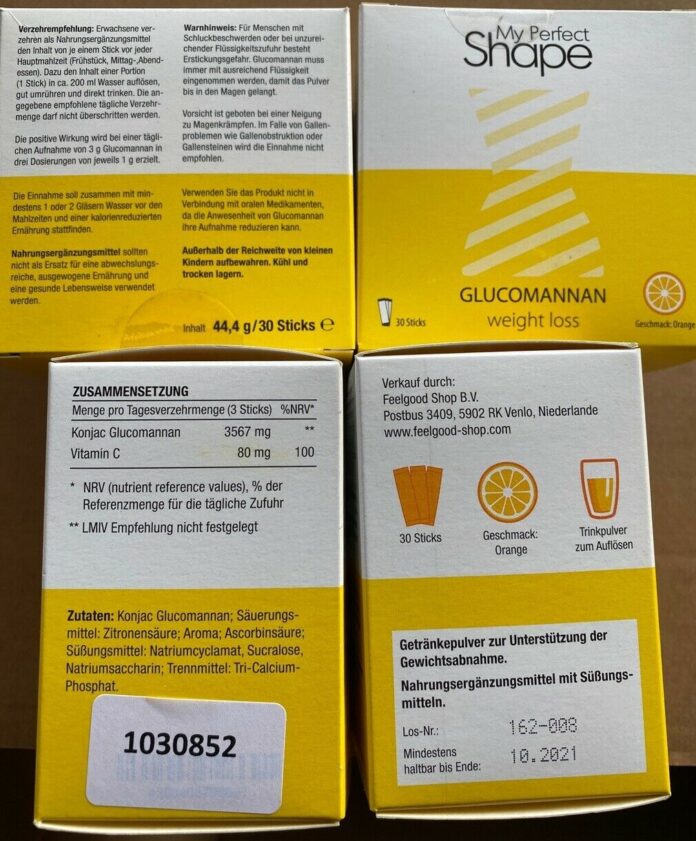 Verzehrempfehlung: Erwachsene ver-
zehren als Nahrungsergänzungsmittel
den Inhalt von je einem Stick vor jeder
Hauptmahlzeit (Frühstück, Mittag-,Abend-
essen). Dazu den Inhalt einer Portion
(1 Stick) in ca. 200 ml Wasser auflösen,
gut umrühren und direkt trinken. Die an-
gegebene empfohlene tägliche Verzehr-
menge darf nicht überschritten werden.
Die positive Wirkung wird bei einer tägli-
chen Aufnahme von 3 g Glucomannan in
drei Dosierungen von jeweils 1 g erzielt.
Die Einnahme soll zusammen mit min-
destens 1 oder 2 Gläsern Wasser vor den
Mahlzeiten und einer kalorienreduzierten
Ernährung stattfinden.
Nahrungsergänzungsmittel sollten
nicht als Ersatz für eine abwechslungs-
reiche, ausgewogene Ernährung und
eine gesunde Lebensweise verwendet
werden.
Warnhinweis: Für Menschen mit
Schluckbeschwerden oder bei unzurei-
chender Flüssigkeitszufuhr besteht
Erstickungsgefahr. Glucomannan muss
immer mit ausreichend Flüssigkeit
eingenommen werden, damit das Pulver
bis in den Magen gelangt.
Vorsicht ist geboten bei einer Neigung
zu Magenkrämpfen. Im Falle von Gallen-
problemen wie Gallenobstruktion oder
Gallensteinen wird die Einnahme nicht
empfohlen.
Verwenden Sie das Produkt nicht in
Verbindung mit oralen Medikamenten,
da die Anwesenheit von Glucomannan
ihre Aufnahme reduzieren kann.
Außerhalb der Reichweite von kleinen
Kindern aufbewahren. Kühl und
trocken lagern.
Inhalt 44,4 g/30 Sticks ℮
My Perfect
Shape
GLUCOMANNAN
weight loss
30 Sticks
Geschmack: Orange
ZUSAMMENSETZUNG
Menge pro Tagesverzehrmenge (3 Sticks) %NRV*
Konjac Glucomannan 3567 mg **
Vitamin C 80 mg 100
* NRV (nutrient reference values), % der
Referenzmenge für die tägliche Zufuhr
** LMIV Empfehlung nicht festgelegt
Zutaten: Konjac Glucomannan; Säuerungs-
mittel: Zitronensäure; Aroma; Ascorbinsäure;
Süßungsmittel: Natriumcyclamat, Sucralose,
Natriumsaccharin; Trennmittel: Tri-Calcium-
Phosphat.
1030852
Verkauf durch:
Feelgood Shop B.V.
Postbus 3409, 5902 RK Venlo, Niederlande
www.feelgood-shop.com
30 Sticks
Geschmack:
Orange
Trinkpulver
zum Auflösen
Getränkepulver zur Unterstützung der
Gewichtsabnahme.
Nahrungsergänzungsmittel mit Süßungs-
mitteln.
Los-Nr.: 162-008
Mindestens
haltbar bis Ende: 10.2021